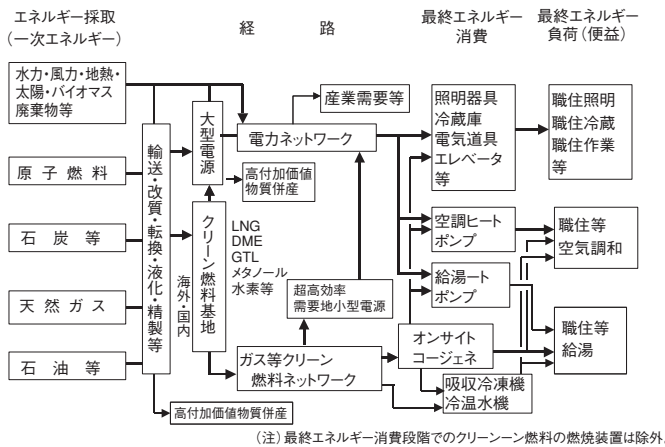 エネルギー採取
(一次エネルギー)
経路
最終エネルギー
消費
最終エネルギー
負荷(便益)
水力・風力・地熱・
太陽・バイオマス
廃棄物等
原子燃料
石炭等
天然ガス
石油等
輸送・改質・転換・液化・精製等
海外・国内
大型電源
クリーン燃料基地
高付加価値物質併産
産業需要等
電力ネットワーク
高付加価値
物質併産
LNG
DME
GTL
メタノール
水素等
超高効率
需要地小型電源
ガス等クリーン
燃料ネットワーク
照明器具
冷蔵庫
電気道具
エレベータ
等
空調ヒート
ポンプ
給湯ート
ポンプ
オンサイト
コージェネ
吸収冷凍機
冷温水機
職住照明
職住冷蔵
職住作業
等
職住等
空気調和
職住等
給湯
(注)最終エネルギー消費段階でのクリーンーン燃料の燃焼装置は除外。